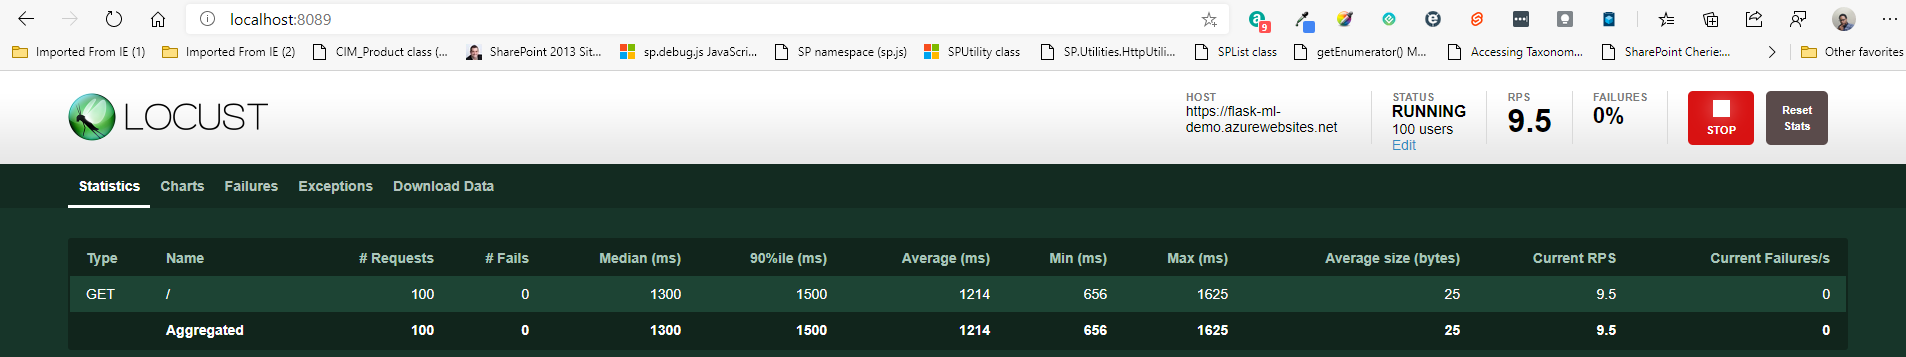 localhost:8089
a 9
Imported From IE (1) Imported From IE (2) CIM_Product class (... SharePoint 2013 Sit... sp.debug.js JavaScri... SP namespace (sp.js) SPUtility class SP.Utilities.HttpUtili... SPList class getEnumerator() M... Accessing Taxonom... SharePoint Cherie:... Other favorites
LOCUST
HOST
https://flask-ml-
demo.azurewebsites.net
STATUS
RUNNING
100 users
Edit
RPS
9.5
FAILURES
0%
STOP
Reset
Stats
Statistics Charts Failures Exceptions Download Data
Type Name # Requests # Fails Median (ms) 90%ile (ms) Average (ms) Min (ms) Max (ms) Average size (bytes) Current RPS Current Failures/s
GET / 100 0 1300 1500 1214 656 1625 25 9.5 0
Aggregated 100 0 1300 1500 1214 656 1625 25 9.5 0